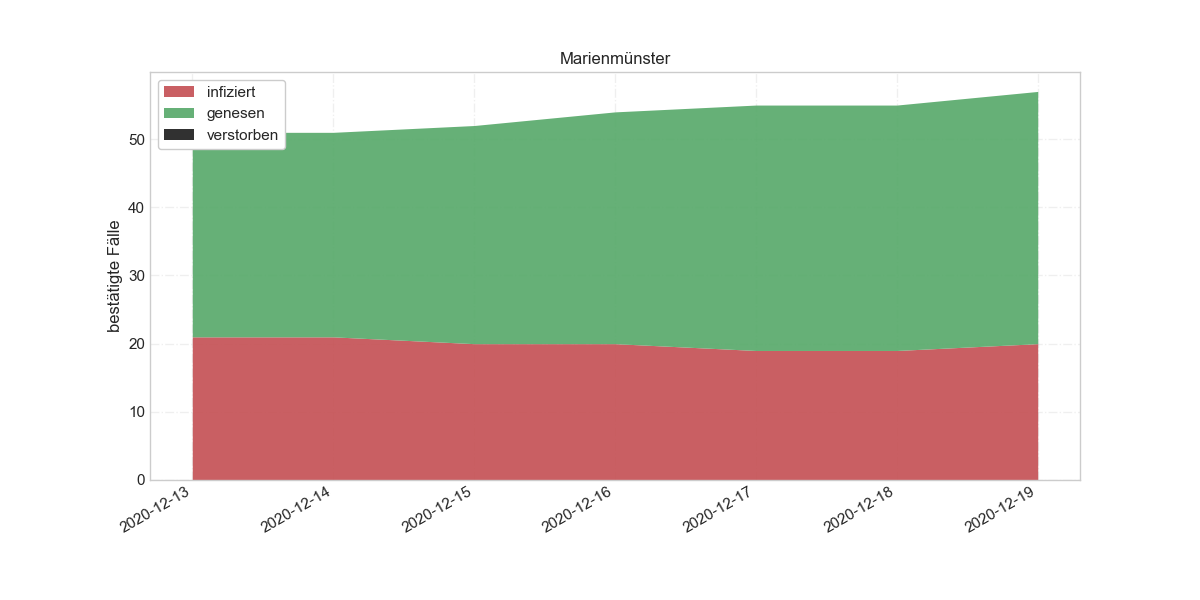 Marienmünster
infiziert
genesen
verstorben
bestätigte Fälle
50
40
30
20
10
0
2020-12-13
2020-12-14
2020-12-15
2020-12-16
2020-12-17
2020-12-18
2020-12-19